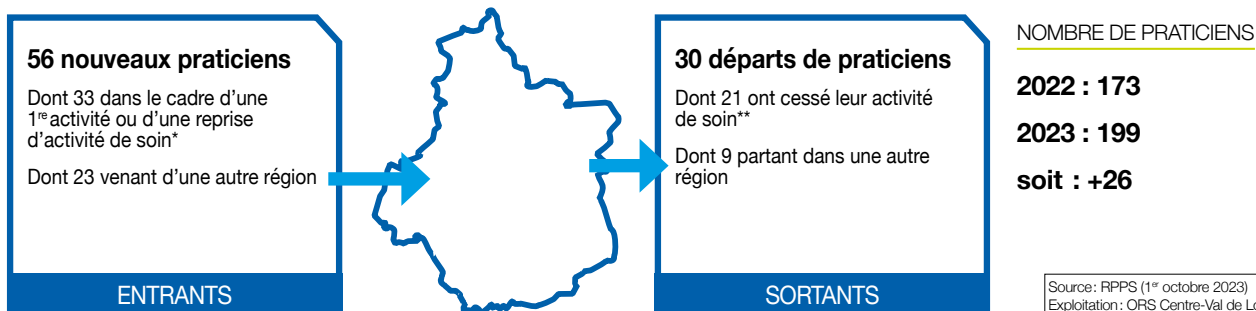 56 nouveaux praticiens
Dont 33 dans le cadre d'une
1re activité ou d'une reprise
d'activité de soin*
Dont 23 venant d'une autre région
ENTRANTS
30 départs de praticiens
Dont 21 ont cessé leur activité
de soin**
Dont 9 partant dans une autre
région
SORTANTS
NOMBRE DE PRATICIENS
2022 : 173
2023 : 199
soit : +26
Source : RPPS (1er octobre 2023)
Exploitation : ORS Centre-Val de